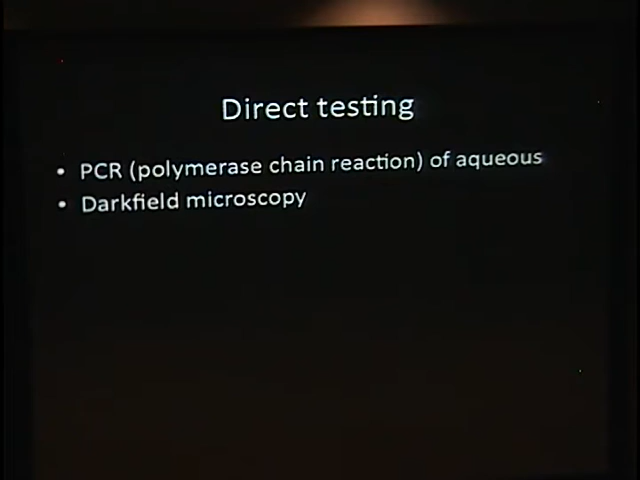 Direct testing
• PCR (polymerase chain reaction) of aqueous
• Darkfield microscopy